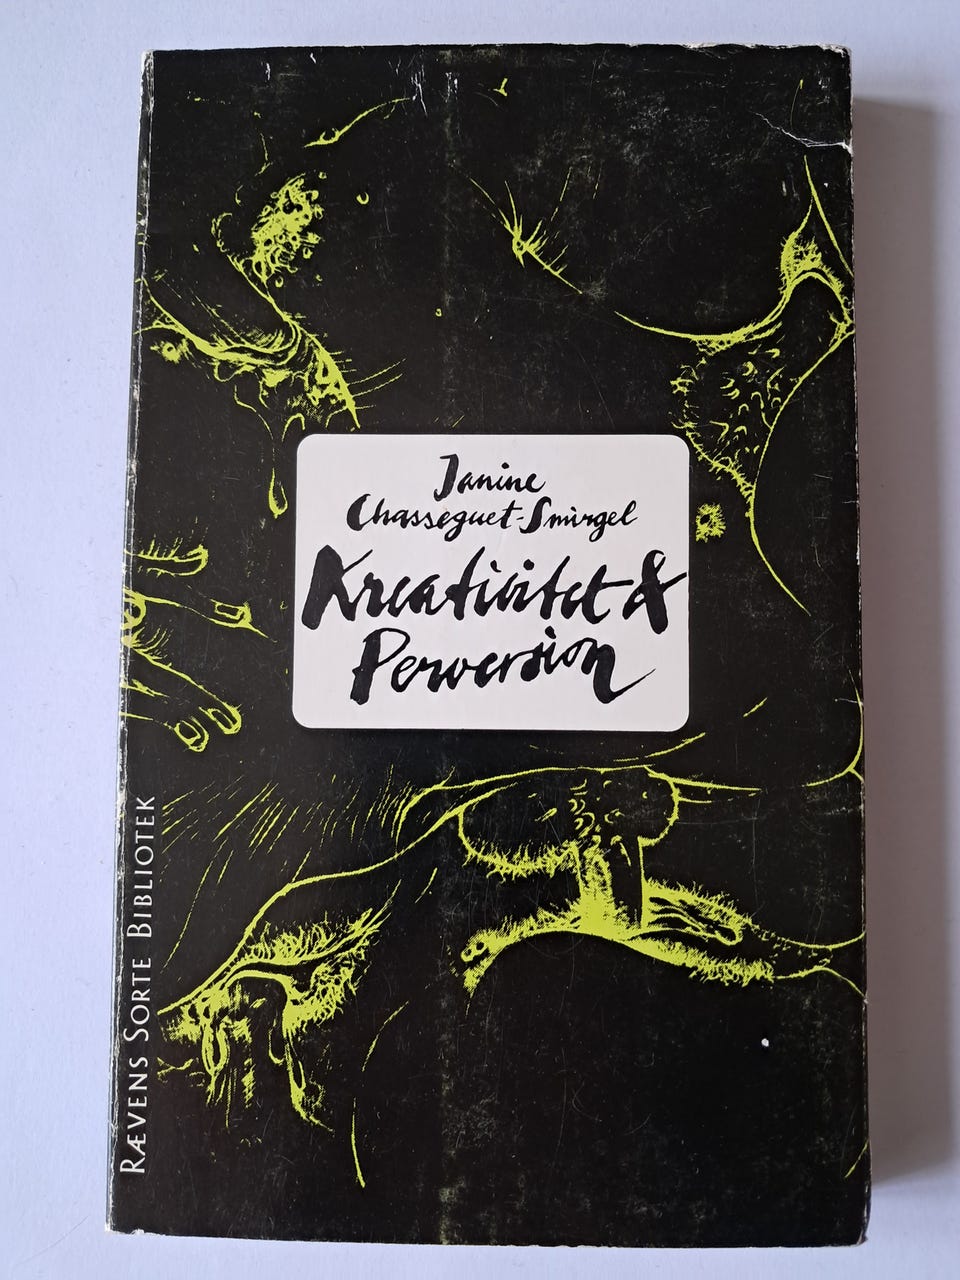 Janine
Chasseguet-Smirgel
Kreativitet &
Perversion
RÆVENS SORTE BIBLIOTEK